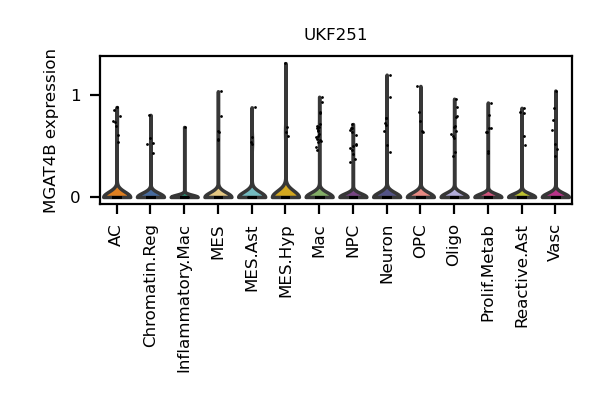 UKF251
MGAT4B expression
1
0
AC
Chromatin.Reg
Inflammatory.Mac
MES
MES.Ast
MES.Hyp
Mac
NPC
Neuron
OPC
Oligo
Prolif.Metab
Reactive.Ast
Vasc